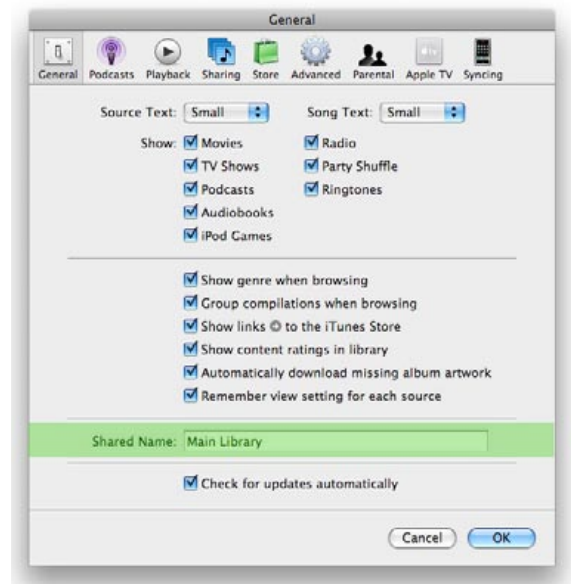 General
General Podcasts Playback Sharing Store Advanced Parental Apple TV Syncing
Source Text: Small Song Text: Small
Show: Movies Radio
TV Shows Party Shuffle
Podcasts Ringtones
Audiobooks
iPod Games
Show genre when browsing
Group compilations when browsing
Show links to the iTunes Store
Show content ratings in library
Automatically download missing album artwork
Remember view setting for each source
Shared Name: Main Library
Check for updates automatically
Cancel OK